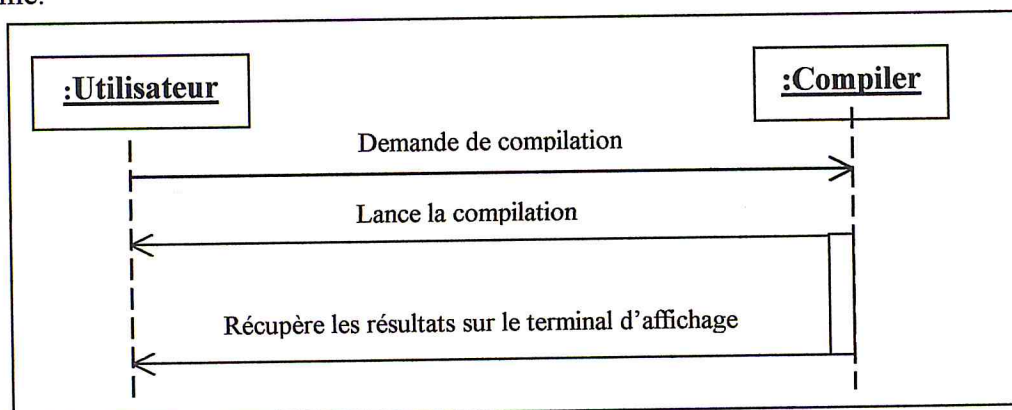 :Utilisateur
:Compiler
Demande de compilation
Lance la compilation
Récupère les résultats sur le terminal d'affichage